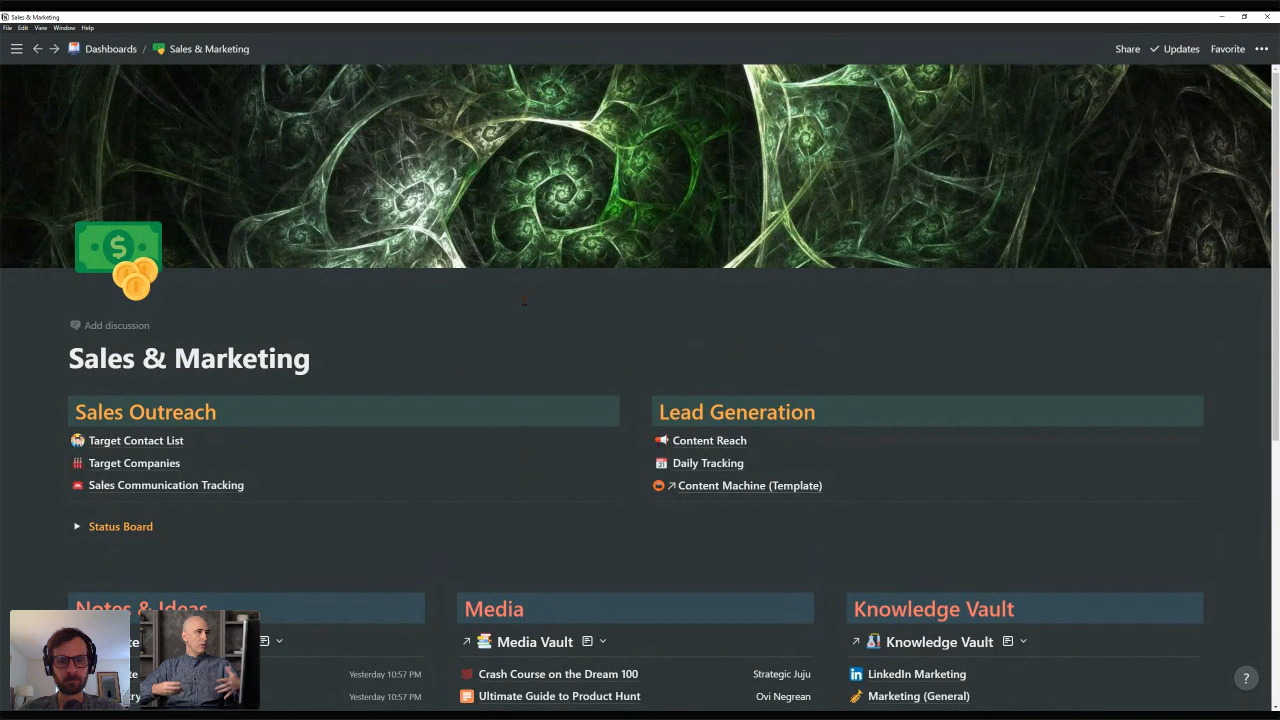 Sales & Marketing
File Edit View Window Help
Dashboards / Sales & Marketing
Share Updates Favorite
Add discussion
Sales & Marketing
Sales Outreach
Target Contact List
Target Companies
Sales Communication Tracking
Status Board
Lead Generation
Content Reach
Daily Tracking
Content Machine (Template)
Notes & Ideas
Yesterday 10:57 PM
Yesterday 10:57 PM
Media
Media Vault
Crash Course on the Dream 100 Strategic Juju
Ultimate Guide to Product Hunt Ovi Negrean
Knowledge Vault
Knowledge Vault
LinkedIn Marketing
Marketing (General)
?